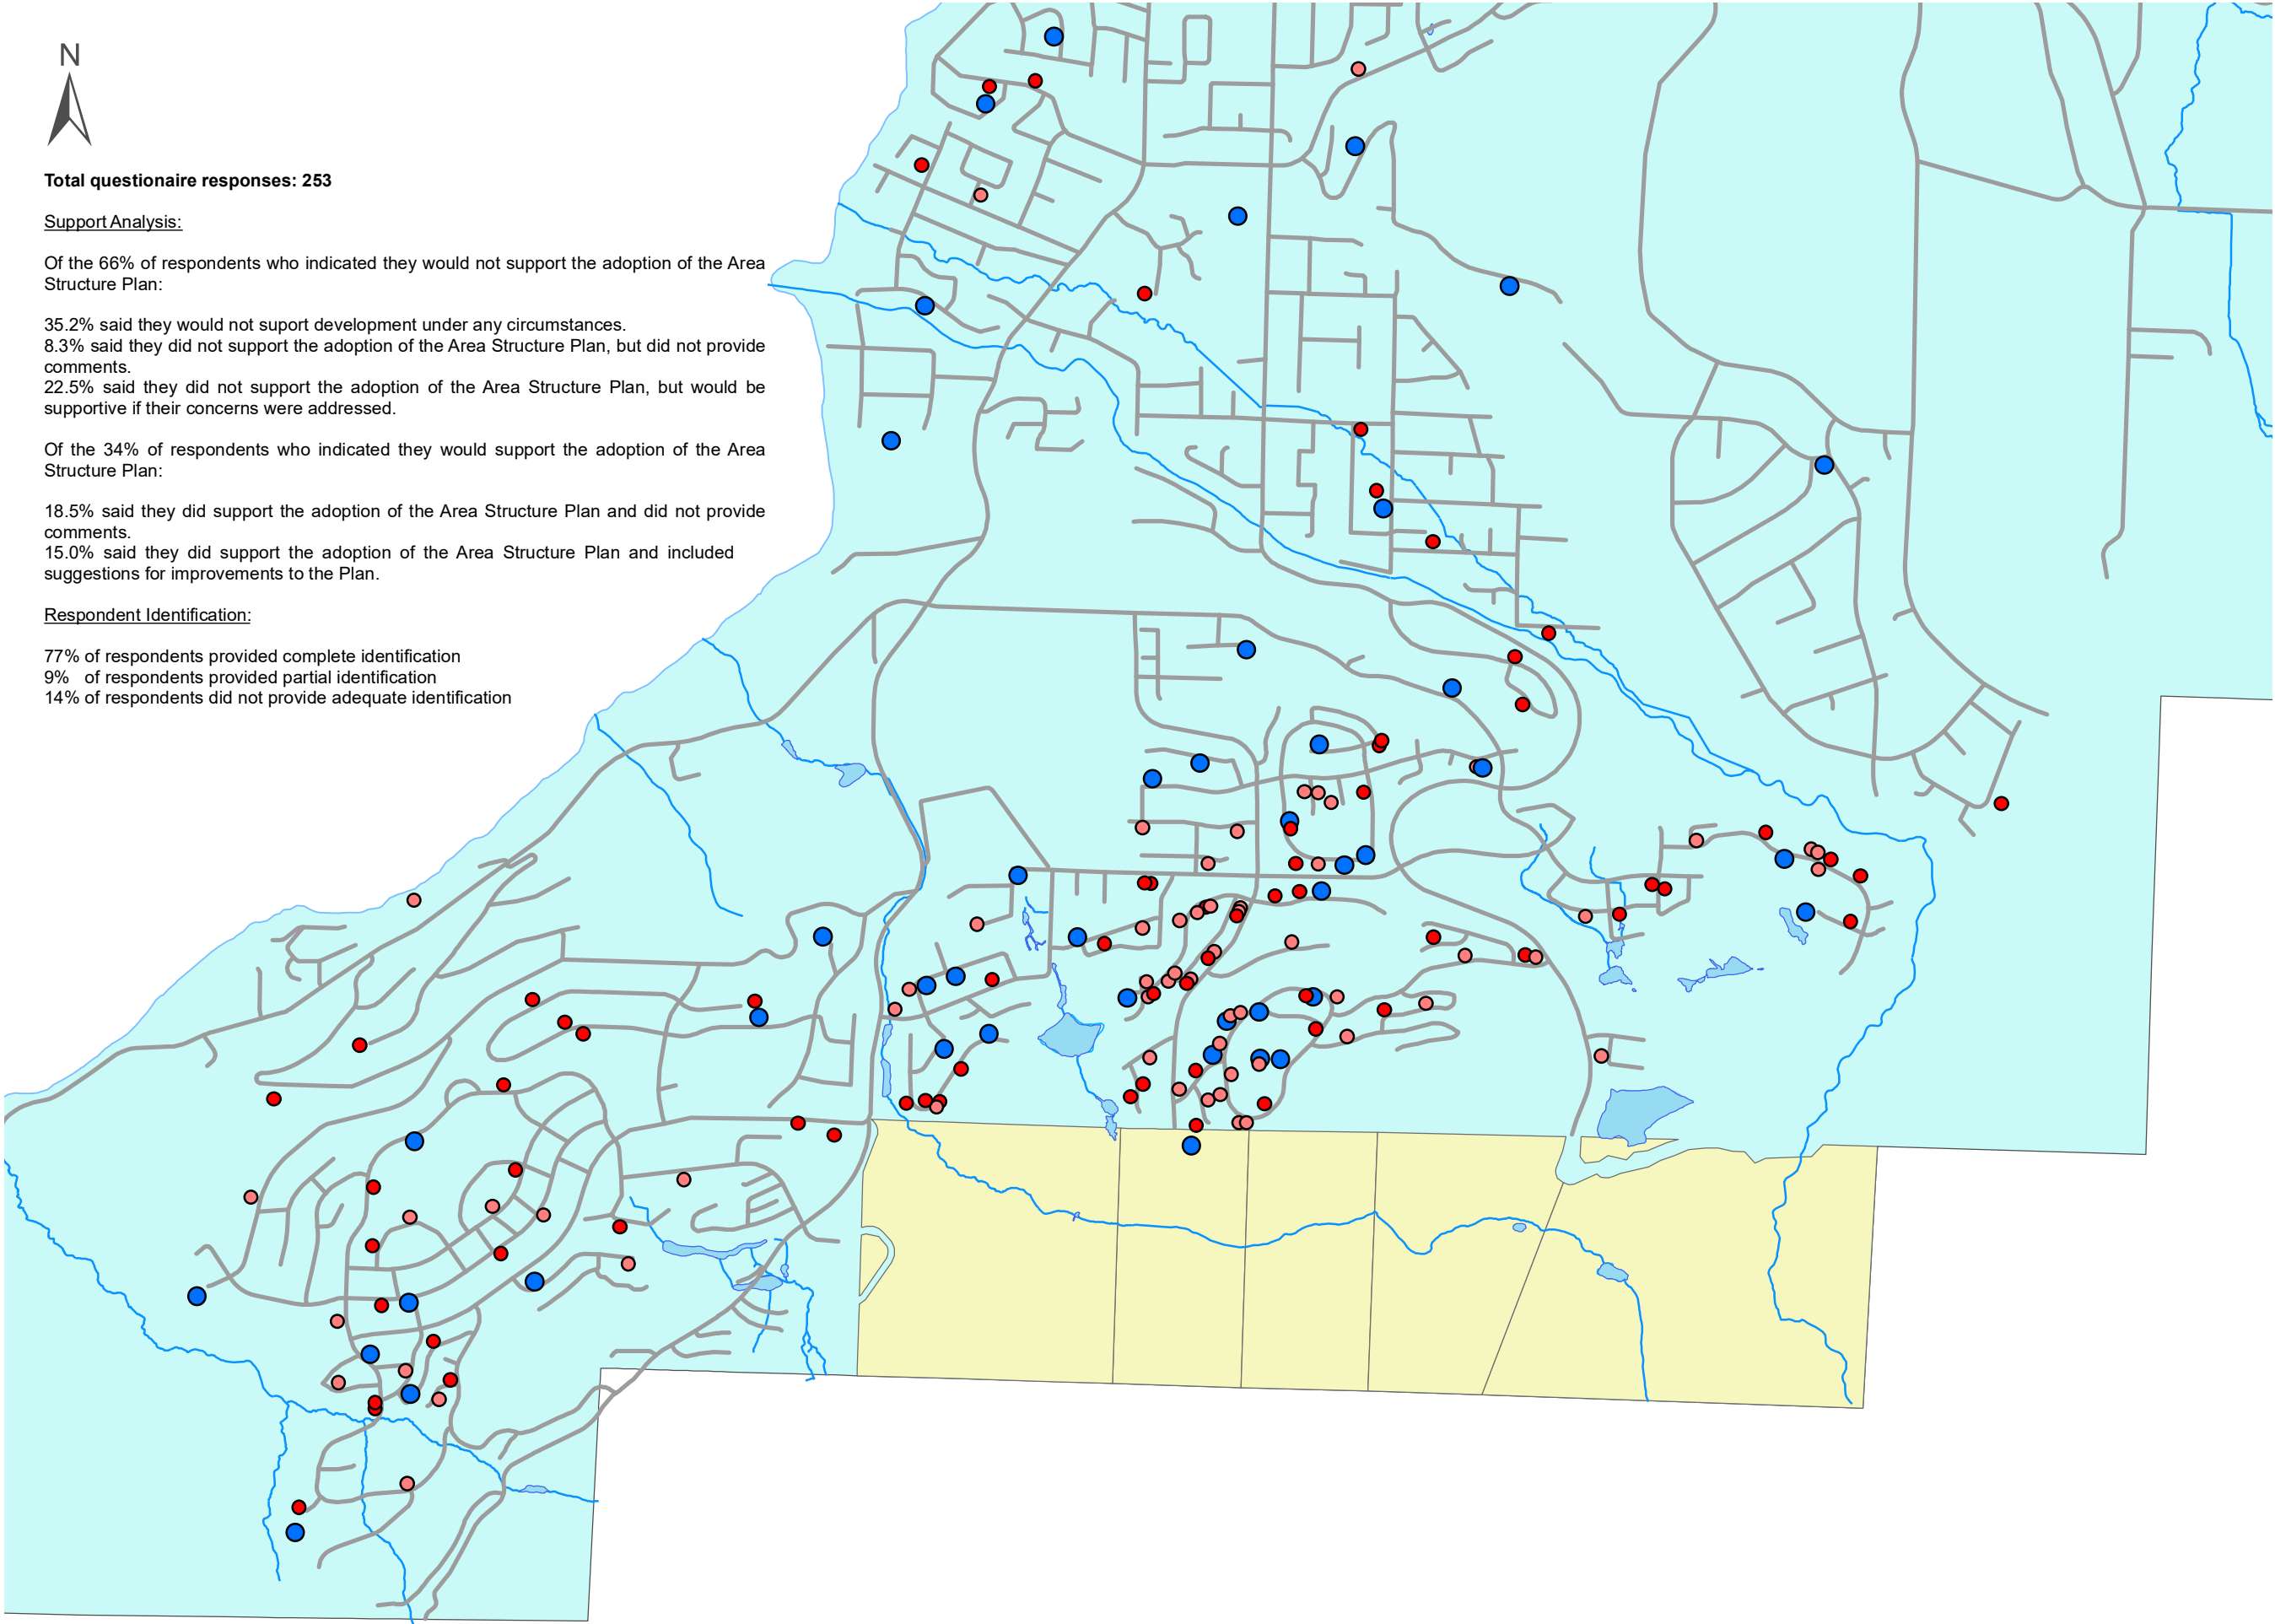 N
Total questionaire responses: 253
Support Analysis:
Of the 66% of respondents who indicated they would not support the adoption of the Area
Structure Plan:
35.2% said they would not suport development under any circumstances.
8.3% said they did not support the adoption of the Area Structure Plan, but did not provide
comments.
22.5% said they did not support the adoption of the Area Structure Plan, but would be
supportive if their concerns were addressed.
Of the 34% of respondents who indicated they would support the adoption of the Area
Structure Plan:
18.5% said they did support the adoption of the Area Structure Plan and did not provide
comments.
15.0% said they did support the adoption of the Area Structure Plan and included
suggestions for improvements to the Plan.
Respondent Identification:
77% of respondents provided complete identification
9% of respondents provided partial identification
14% of respondents did not provide adequate identification